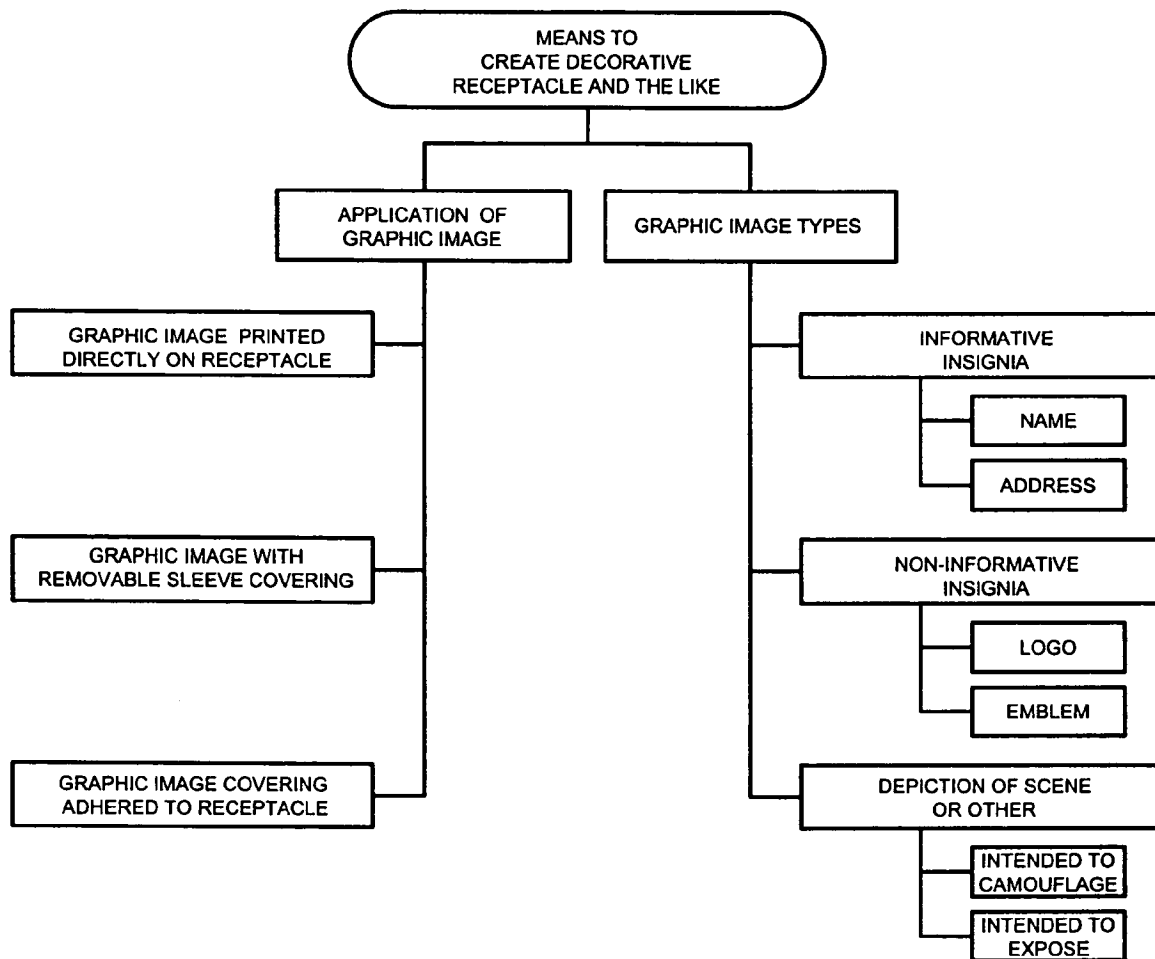 MEANS TO
CREATE DECORATIVE
RECEPTACLE AND THE LIKE
APPLICATION OF
GRAPHIC IMAGE
GRAPHIC IMAGE TYPES
GRAPHIC IMAGE PRINTED
DIRECTLY ON RECEPTACLE
GRAPHIC IMAGE WITH
REMOVABLE SLEEVE COVERING
GRAPHIC IMAGE COVERING
ADHERED TO RECEPTACLE
INFORMATIVE
INSIGNIA
NAME
ADDRESS
NON-INFORMATIVE
INSIGNIA
LOGO
EMBLEM
DEPICTION OF SCENE
OR OTHER
INTENDED TO
CAMOUFLAGE
INTENDED TO
EXPOSE